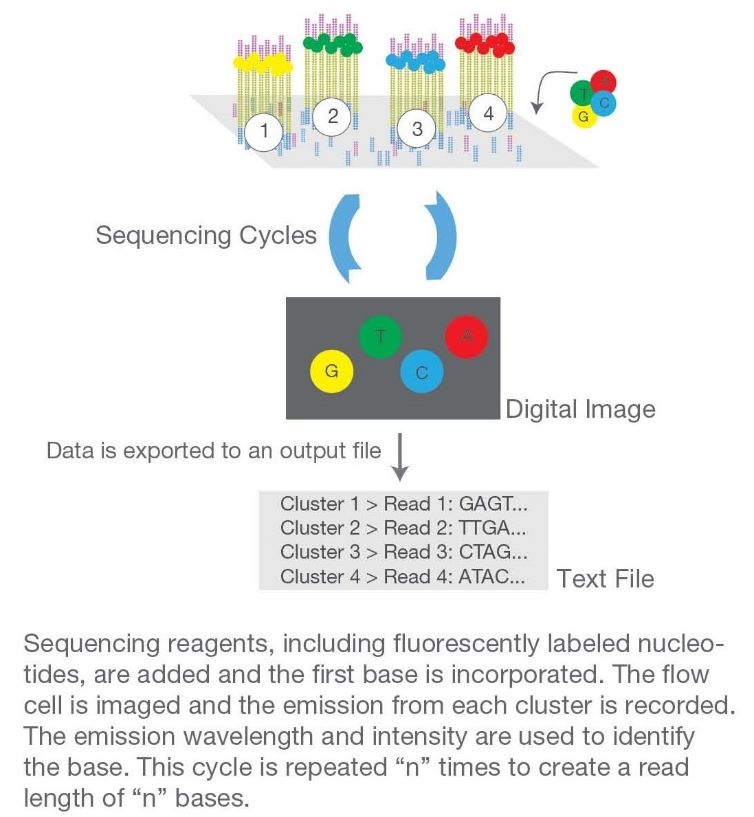 1
2
3
4
A
T
C
G
Sequencing Cycles
G
T
C
A
Digital Image
Data is exported to an output file
Cluster 1 > Read 1: GAGT...
Cluster 2 > Read 2: TTGA...
Cluster 3 > Read 3: CTAG...
Cluster 4 > Read 4: ATAC...
Text File
Sequencing reagents, including fluorescently labeled nucleo-
tides, are added and the first base is incorporated. The flow
cell is imaged and the emission from each cluster is recorded.
The emission wavelength and intensity are used to identify
the base. This cycle is repeated “n” times to create a read
length of “n” bases.